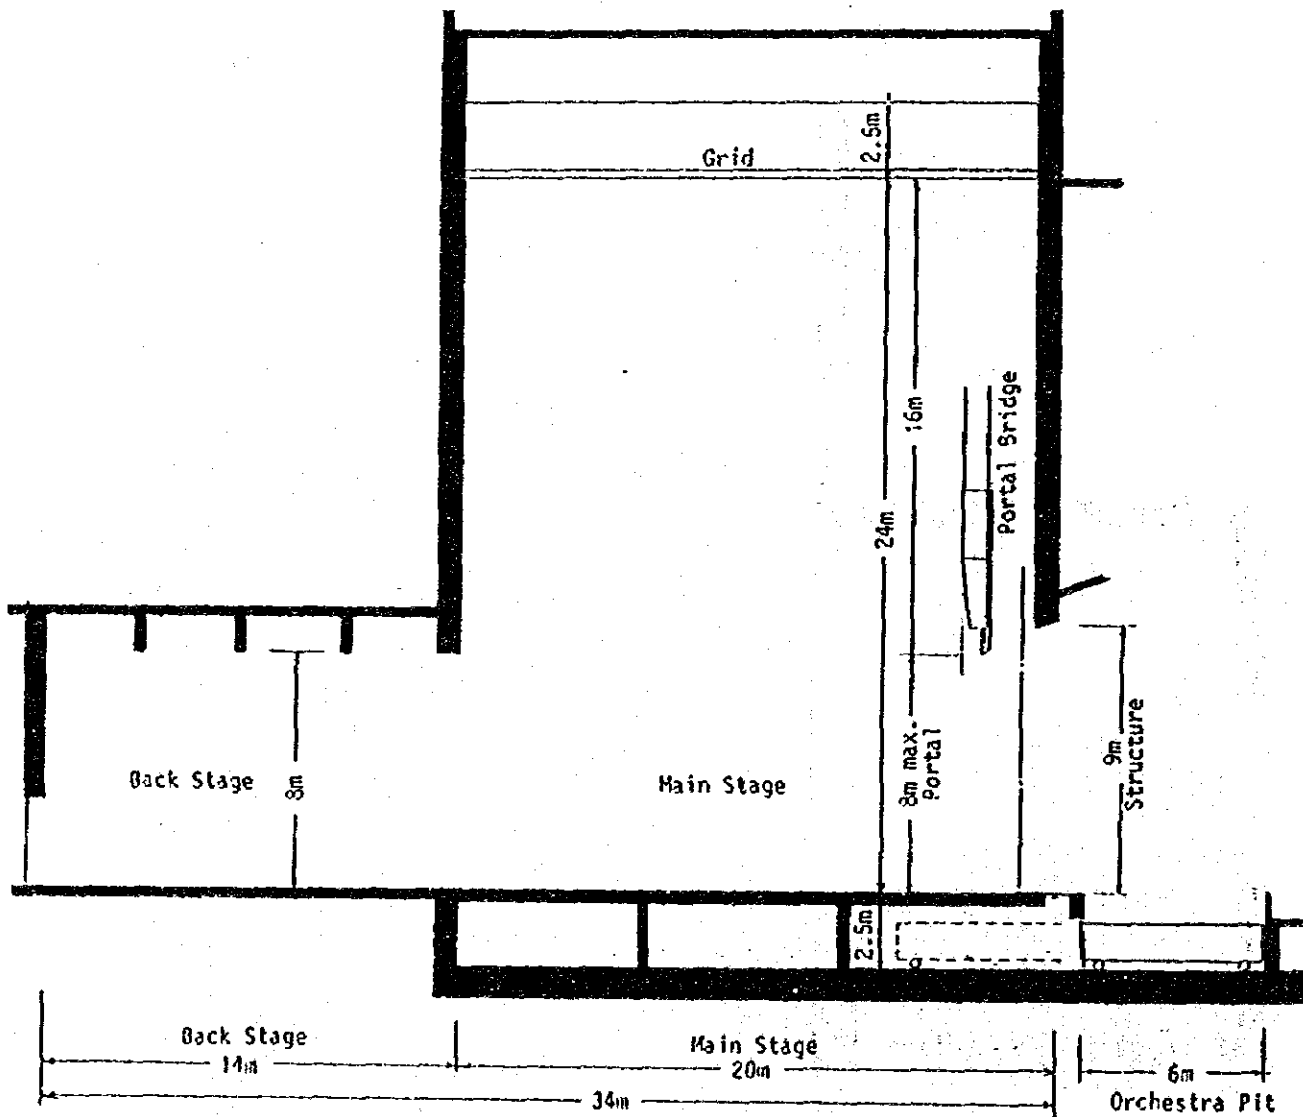 2.5m
Grid
Portal Bridge
16m
24m
Back Stage
8m
Main Stage
8m max.
Portal
9m
Structure
2.5m
Back Stage
14m
Main Stage
20m
6m
34m
Orchestra Pit